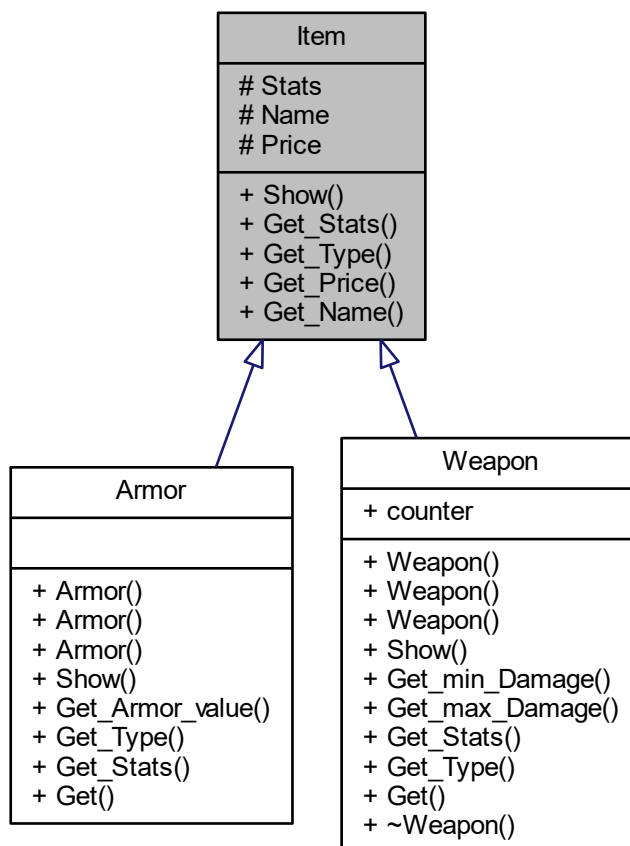 Item
# Stats
# Name
# Price
+ Show()
+ Get_Stats()
+ Get_Type()
+ Get_Price()
+ Get_Name()
Armor
+ Armor()
+ Armor()
+ Armor()
+ Show()
+ Get_Armor_value()
+ Get_Type()
+ Get_Stats()
+ Get()
Weapon
+ counter
+ Weapon()
+ Weapon()
+ Weapon()
+ Show()
+ Get_min_Damage()
+ Get_max_Damage()
+ Get_Stats()
+ Get_Type()
+ Get()
+ ~Weapon()